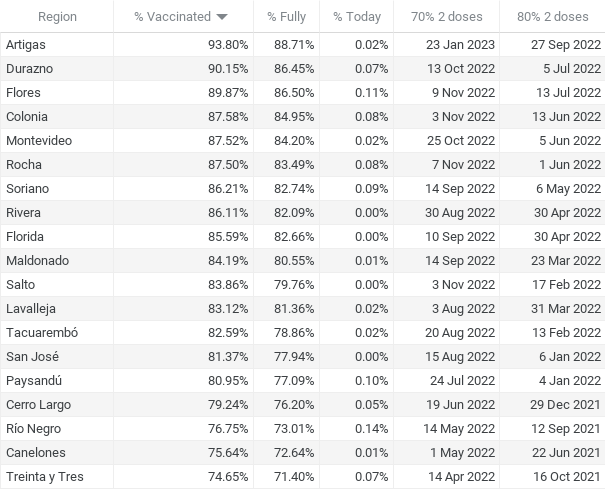 Region % Vaccinated % Fully % Today 70% 2 doses 80% 2 doses
Artigas 93.80% 88.71% 0.02% 23 Jan 2023 27 Sep 2022
Durazno 90.15% 86.45% 0.07% 13 Oct 2022 5 Jul 2022
Flores 89.87% 86.50% 0.11% 9 Nov 2022 13 Jul 2022
Colonia 87.58% 84.95% 0.08% 3 Nov 2022 13 Jun 2022
Montevideo 87.52% 84.20% 0.02% 25 Oct 2022 5 Jun 2022
Rocha 87.50% 83.49% 0.08% 7 Nov 2022 1 Jun 2022
Soriano 86.21% 82.74% 0.09% 14 Sep 2022 6 May 2022
Rivera 86.11% 82.09% 0.00% 30 Aug 2022 30 Apr 2022
Florida 85.59% 82.66% 0.00% 10 Sep 2022 30 Apr 2022
Maldonado 84.19% 80.55% 0.01% 14 Sep 2022 23 Mar 2022
Salto 83.86% 79.76% 0.00% 3 Nov 2022 17 Feb 2022
Lavalleja 83.12% 81.36% 0.02% 3 Aug 2022 31 Mar 2022
Tacuarembó 82.59% 78.86% 0.02% 20 Aug 2022 13 Feb 2022
San José 81.37% 77.94% 0.00% 15 Aug 2022 6 Jan 2022
Paysandú 80.95% 77.09% 0.10% 24 Jul 2022 4 Jan 2022
Cerro Largo 79.24% 76.20% 0.05% 19 Jun 2022 29 Dec 2021
Río Negro 76.75% 73.01% 0.14% 14 May 2022 12 Sep 2021
Canelones 75.64% 72.64% 0.01% 1 May 2022 22 Jun 2021
Treinta y Tres 74.65% 71.40% 0.07% 14 Apr 2022 16 Oct 2021